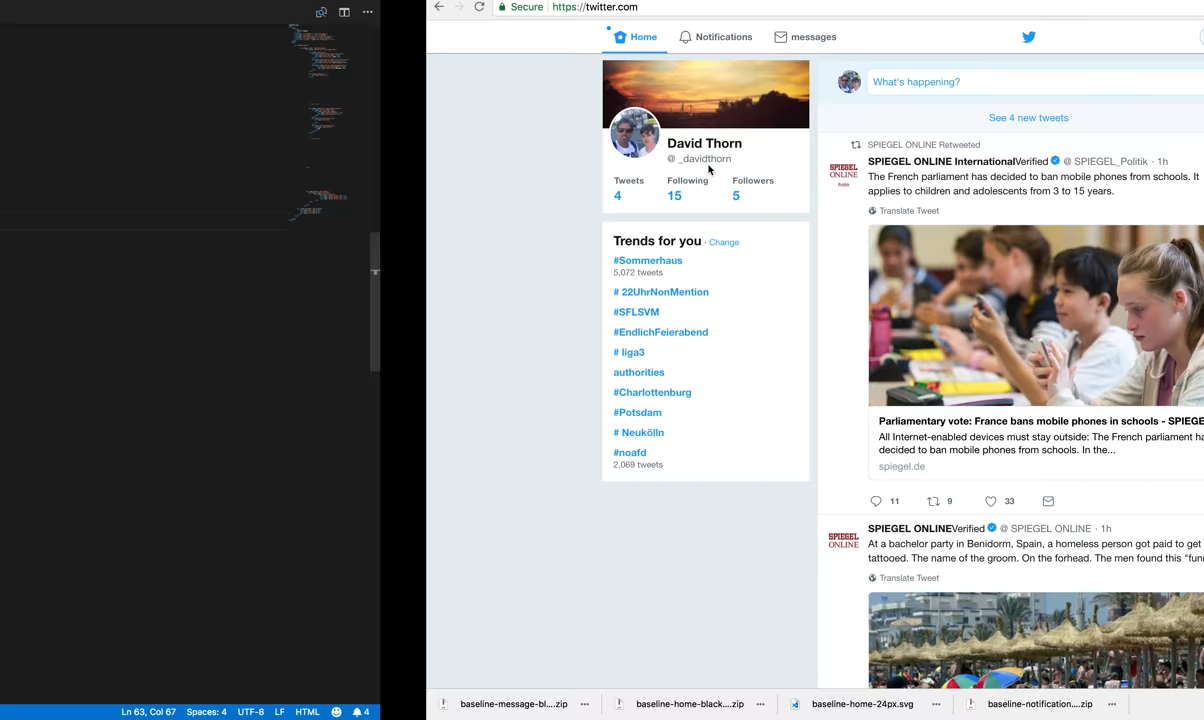 Secure https://twitter.com
Home Notifications messages
What's happening?
See 4 new tweets
David Thorn
@ _davidthorn
Tweets Following Followers
4 15 5
Trends for you · Change
#Sommerhaus
5,072 tweets
# 22UhrNonMention
#SFLSVM
#EndlichFeierabend
# liga3
authorities
#Charlottenburg
#Potsdam
# Neukölln
#noafd
2,069 tweets
SPIEGEL ONLINE Retweeted
SPIEGEL ONLINE
SPIEGEL ONLINE InternationalVerified @ SPIEGEL_Politik · 1h
The French parliament has decided to ban mobile phones from schools. It
applies to children and adolescents from 3 to 15 years.
Translate Tweet
Parliamentary vote: France bans mobile phones in schools - SPIEGE
All Internet-enabled devices must stay outside: The French parliament ha
decided to ban mobile phones from schools. In the...
spiegel.de
11 9 33
SPIEGEL ONLINE
SPIEGEL ONLINEVerified @ SPIEGEL ONLINE · 1h
At a bachelor party in Benidorm, Spain, a homeless person got paid to get
tattooed. The name of the groom. On the forhead. The men found this "funn
Translate Tweet
baseline-message-bl....zip baseline-home-black....zip baseline-home-24px.svg baseline-notification....zip
Ln 63, Col 67 Spaces: 4 UTF-8 LF HTML 4